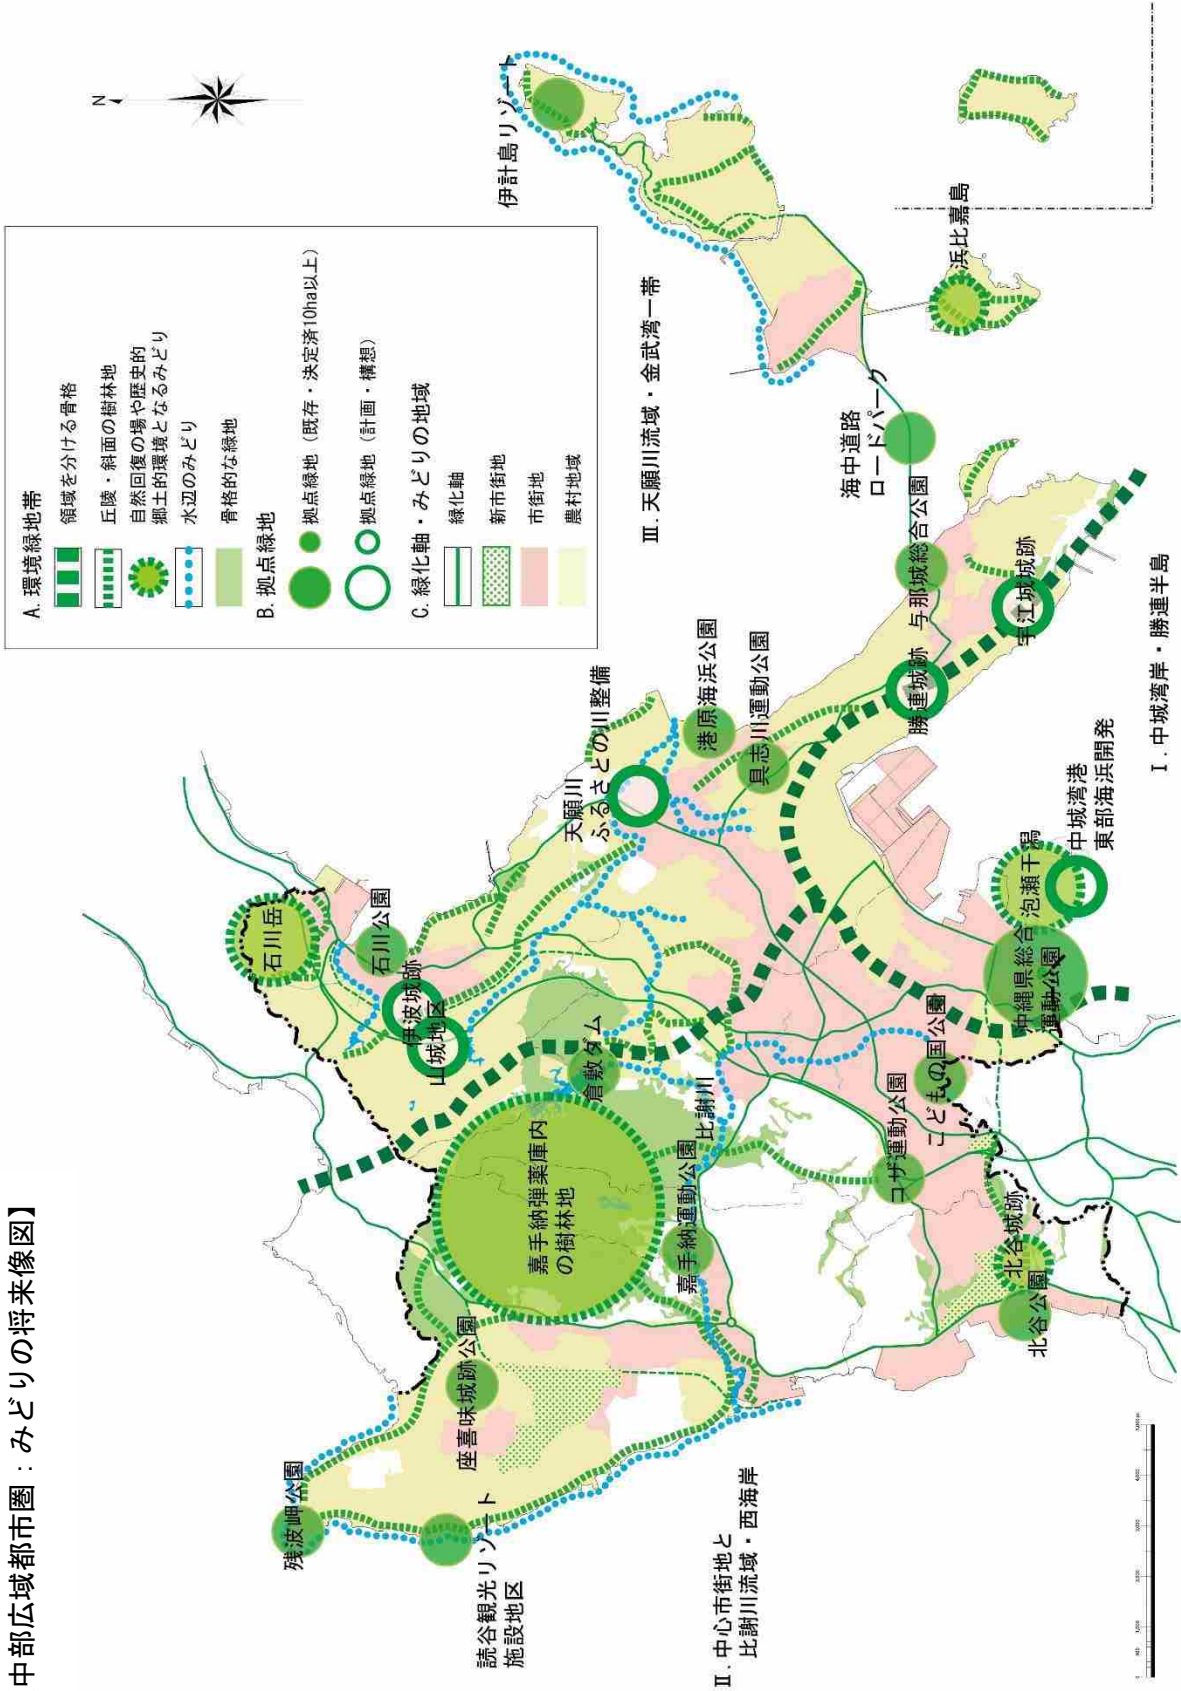 中部広域都市圏：みどりの将来像図】
N
A. 環境緑地帯
領域を分ける骨格
丘陵・斜面の樹林地
自然回復の場や歴史的
郷土的環境となるみどり
水辺のみどり
骨格的な緑地
B. 拠点緑地
拠点緑地（既存・決定済10ha以上）
拠点緑地（計画・構想）
C. 緑化軸・みどりの地域
緑化軸
新市街地
市街地
農村地域
伊計島リゾート
浜比嘉島
Ⅲ. 天願川流域・金武湾一帯
海中道路
ロードパーク
与那城総合公園
宇江城城跡
勝連城跡
Ⅰ. 中城湾岸・勝連半島
港原海浜公園
具志川運動公園
天願川
ふるさとの川整備
中城湾港
東部海浜開発
泡瀬干潟
沖縄県総合
運動公園
石川岳
石川公園
伊波城跡
山城地区
倉敷ダム
比謝川
こどもの国公園
コザ運動公園
嘉手納弾薬庫内
の樹林地
嘉手納運動公園
北谷城跡
北谷公園
座喜味城跡公園
残波岬公園
読谷観光リゾート
施設地区
Ⅱ. 中心市街地と
比謝川流域・西海岸